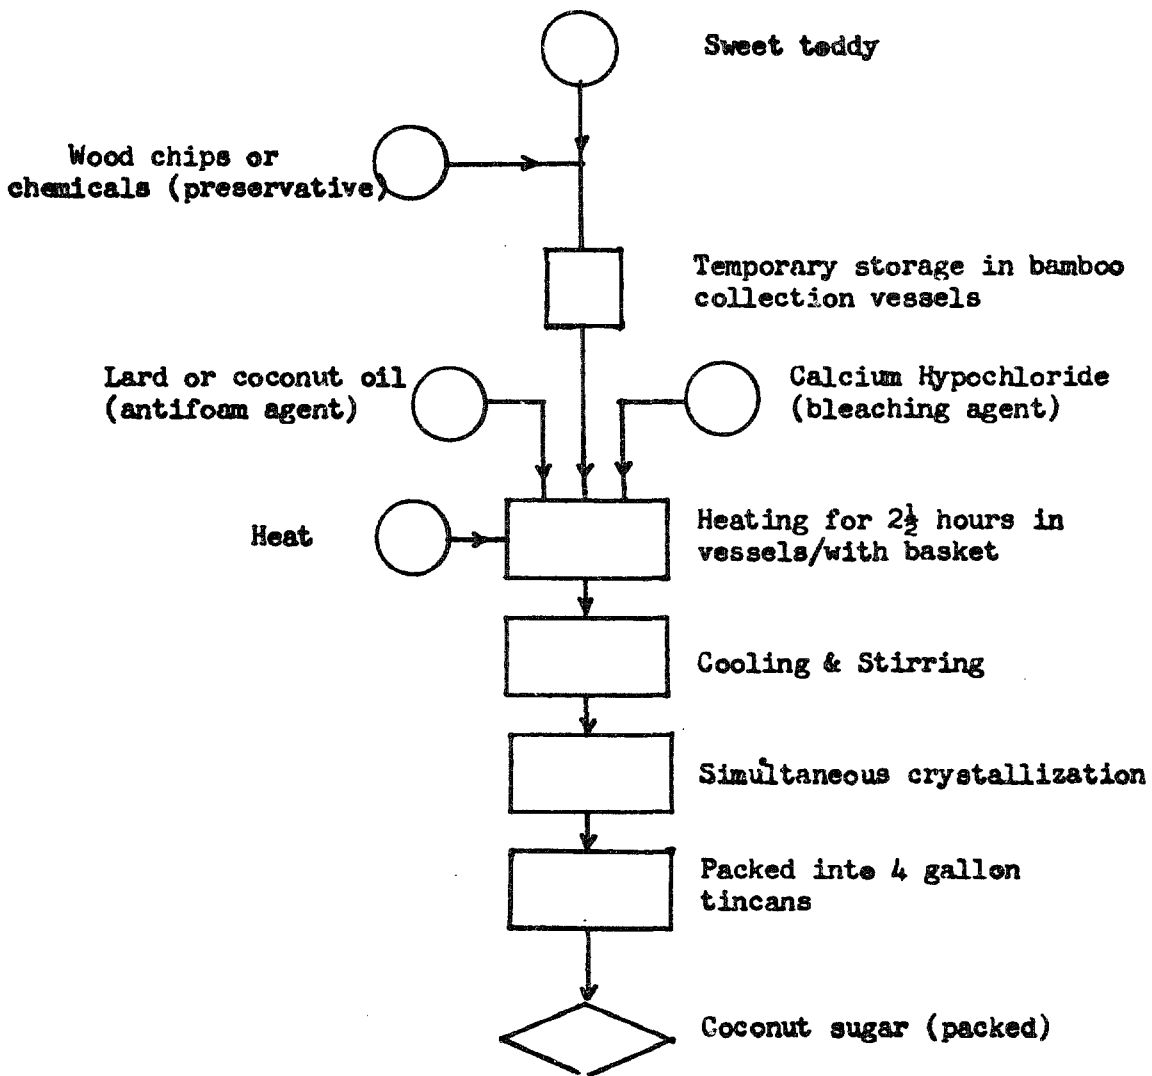 Sweet teddy
Wood chips or
chemicals (preservative)
Temporary storage in bamboo
collection vessels
Lard or coconut oil
(antifoam agent)
Calcium Hypochloride
(bleaching agent)
Heat
Heating for 2½ hours in
vessels/with basket
Cooling & Stirring
Simultaneous crystallization
Packed into 4 gallon
tincans
Coconut sugar (packed)